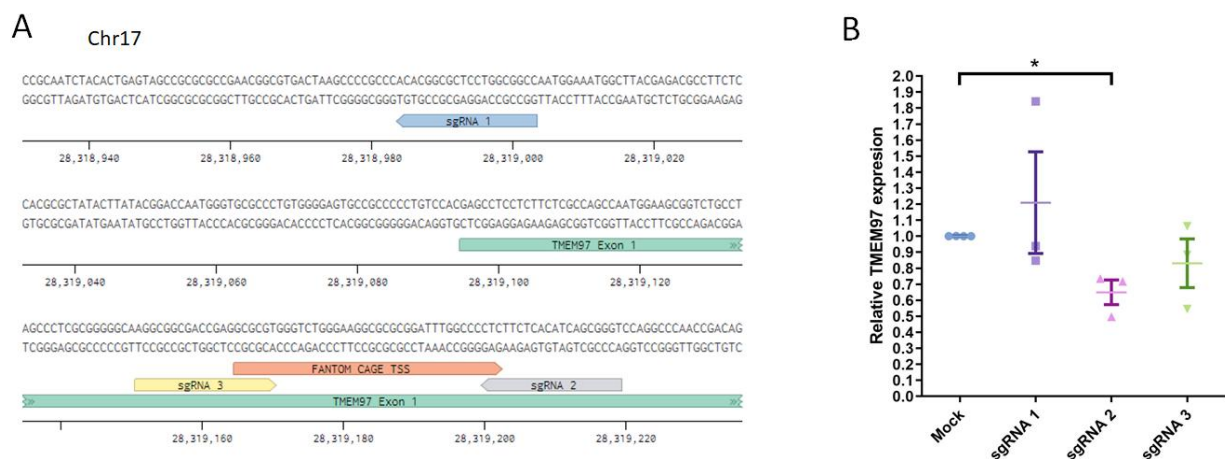 A
Chr17
CCGCAATCTACACTGAGTAGCCGCGCGCCGAACGGCGTGACTAAGCCCCGCCCACACGGCGCTCCTGGCGGCCAATGGAAATGGCTTACGAGACGCCTTCTC
GGCGTTAGATGTGACTCATCGGCGCGCGGCTTGCCGCACTGATTCGGGGCGGGTGTGCCGCGAGGACCGCCGGTTACCTTTACCGAATGCTCTGCGGAAGAG
sgRNA 1
28,318,940 28,318,960 28,318,980 28,319,000 28,319,020
CACGCGCTATACTTATACGGACCAATGGGTGCGCCCTGTGGGGAGTGCCGCCCCCTGTCCACGAGCCTCCTCTTCTCGCCAGCCAATGGAAGCGGTCTGCCT
GTGCGCGATATGAATATGCCTGGTTACCCACGCGGGACACCCCTCACGGCGGGGGACAGGTGCTCGGAGGAGAAGAGCGGTCGGTTACCTTCGCCAGACGGA
TMEM97 Exon 1
28,319,040 28,319,060 28,319,080 28,319,100 28,319,120
AGCCCTCGCGGGGGCAAGGCGGCGACCGAGGCGCGTGGGTCTGGGAAGGCGCGCGGATTTGGCCCCTCTTCTCACATCAGCGGGTCCAGGCCCAACCGACAG
TCGGGAGCGCCCCCGTTCCGCCGCTGGCTCCGCGCACCCAGACCCTTCCGCGCGCCTAAACCGGGGAGAAGAGTGTAGTCGCCCAGGTCCGGGTTGGCTGTC
FANTOM CAGE TSS
sgRNA 3 sgRNA 2
TMEM97 Exon 1
28,319,160 28,319,180 28,319,200 28,319,220
B
*
Relative TMEM97 expresion
2.0
1.9
1.8
1.7
1.6
1.5
1.4
1.3
1.2
1.1
1.0
0.9
0.8
0.7
0.6
0.5
0.4
0.3
0.2
0.1
0.0
Mock
sgRNA 1
sgRNA 2
sgRNA 3